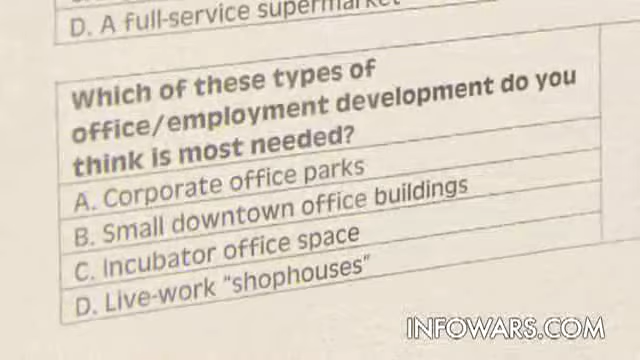 D. A full-service supermarket
Which of these types of
office/employment development do you
think is most needed?
A. Corporate office parks
B. Small downtown office buildings
C. Incubator office space
D. Live-work "shophouses"
INFOWARS.COM